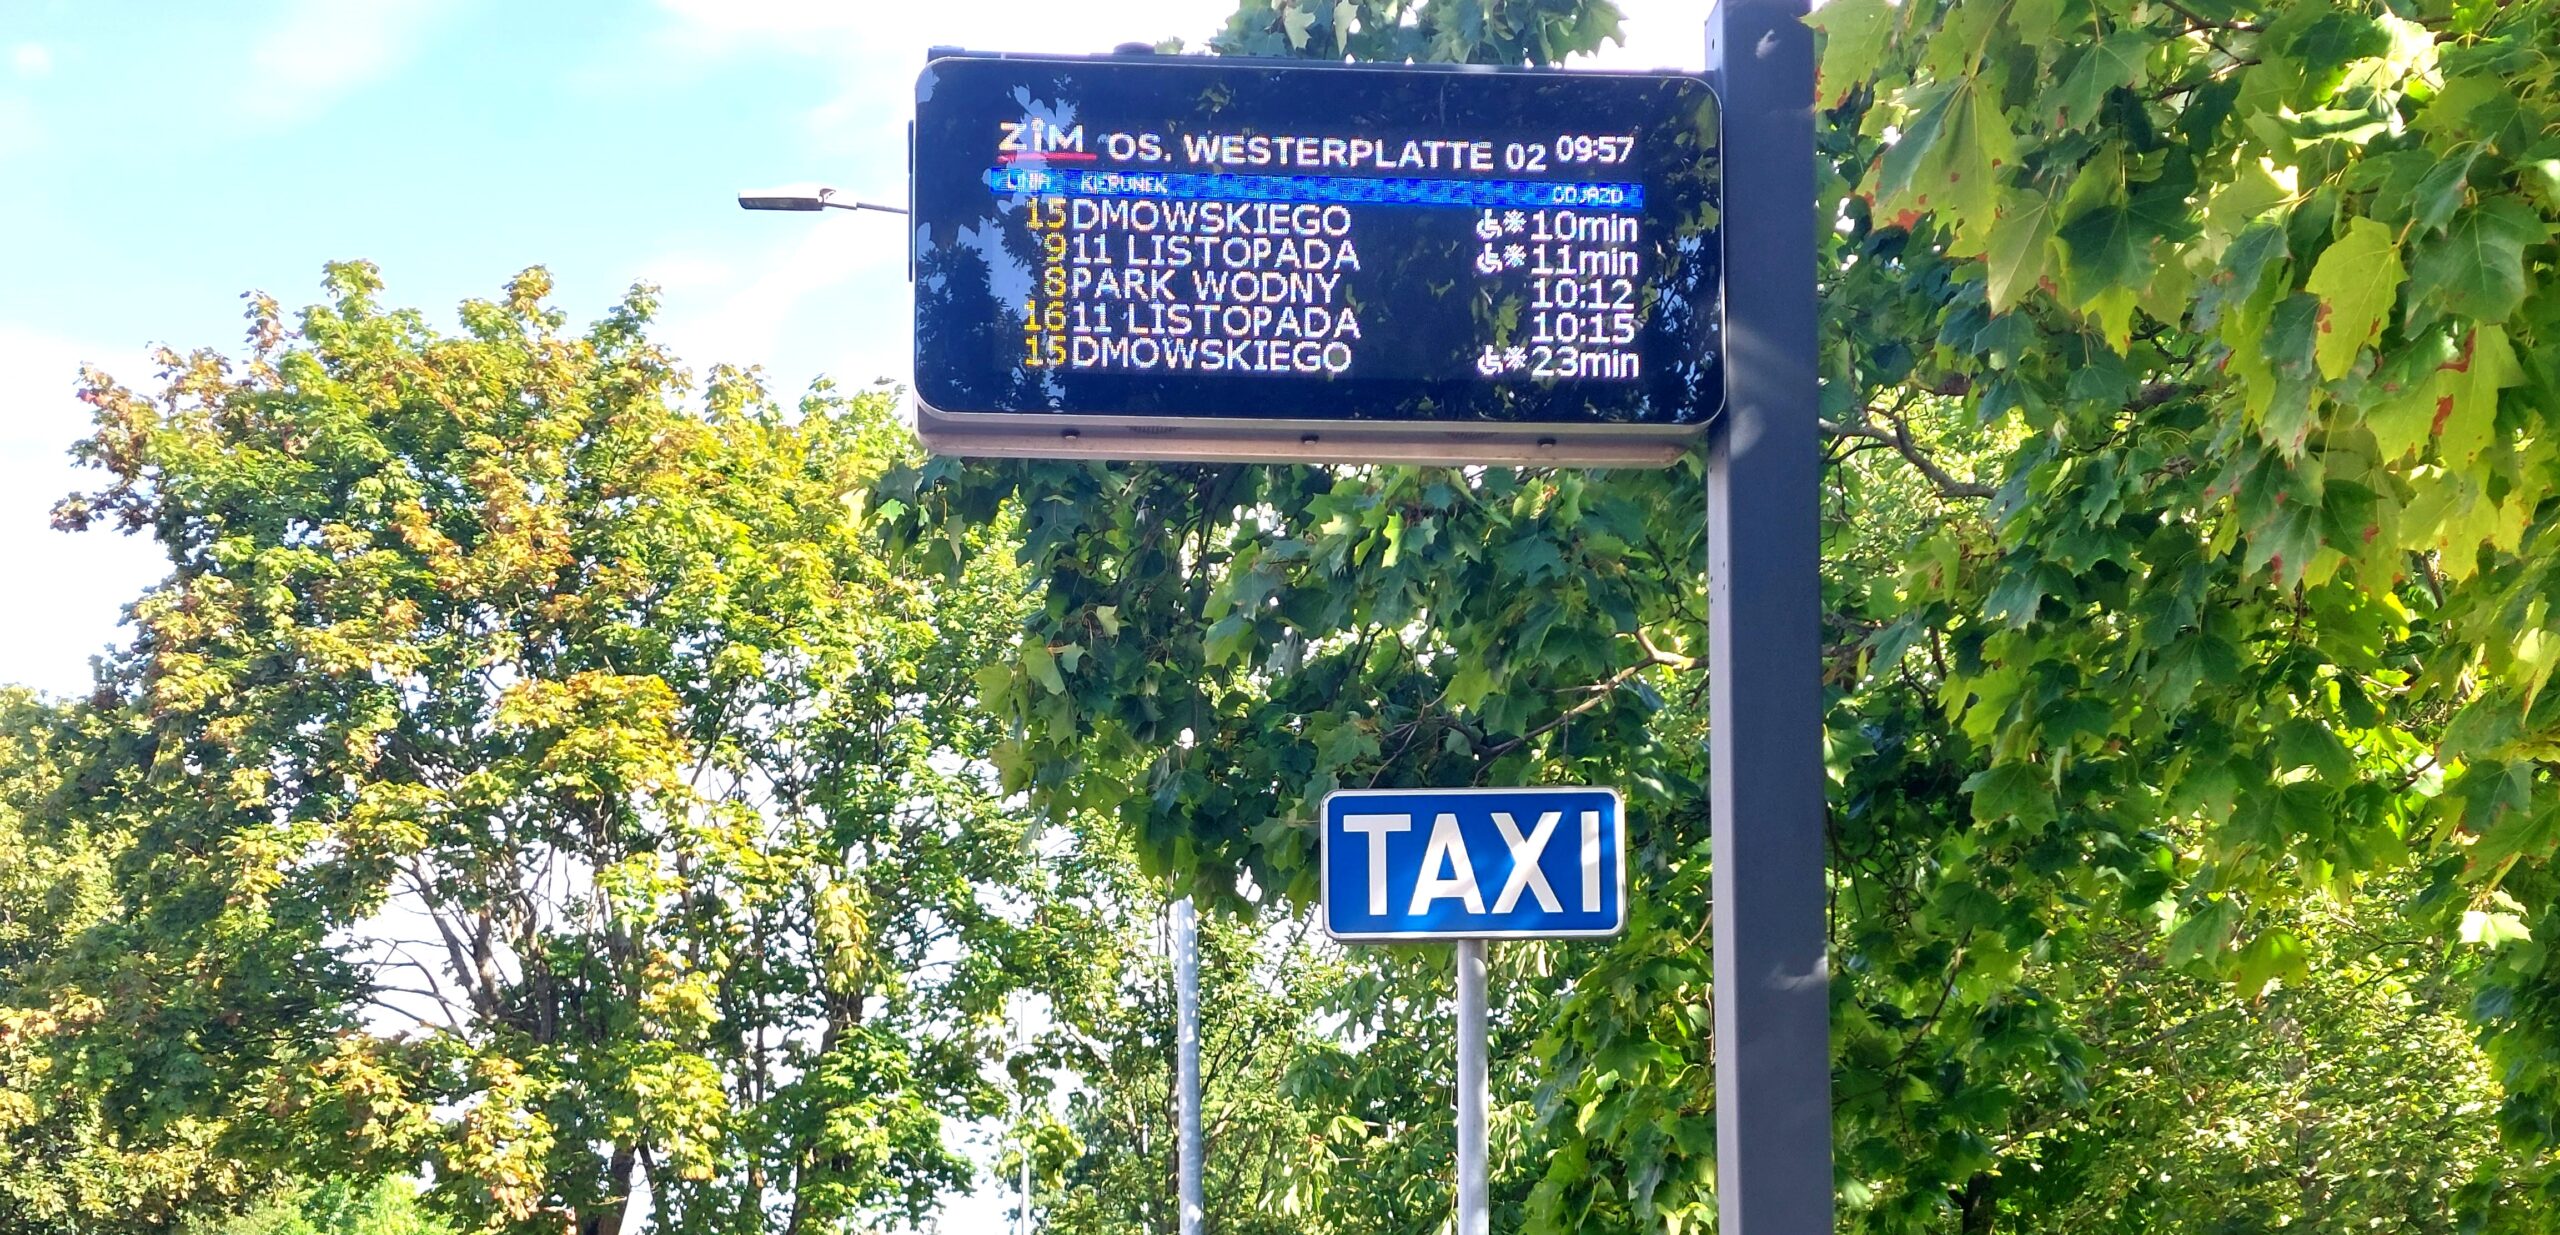 ZIM OS. WESTERPLATTE 02 09:57
LINIA KIERUNEK ODJAZD
15 DMOWSKIEGO 10min
9 11 LISTOPADA 11min
8 PARK WODNY 10:12
16 11 LISTOPADA 10:15
15 DMOWSKIEGO 23min
TAXI